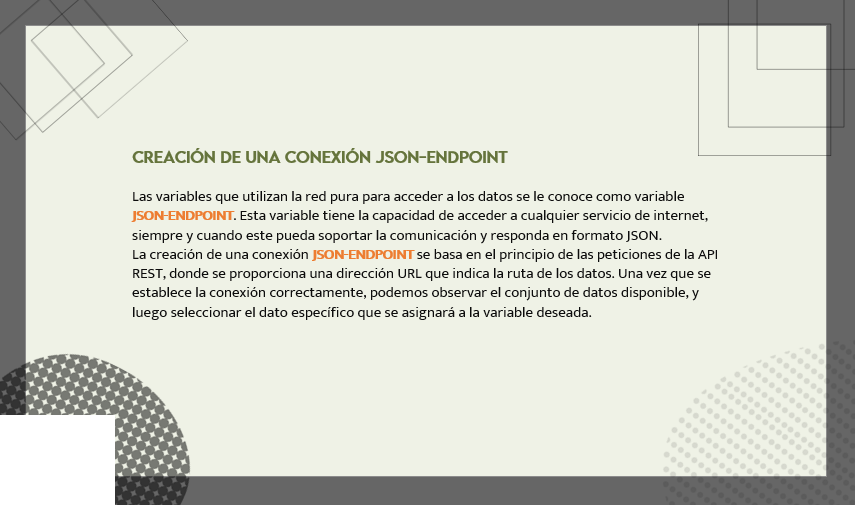 CREACIÓN DE UNA CONEXIÓN JSON-ENDPOINT
Las variables que utilizan la red pura para acceder a los datos se le conoce como variable
JSON-ENDPOINT. Esta variable tiene la capacidad de acceder a cualquier servicio de internet,
siempre y cuando este pueda soportar la comunicación y responda en formato JSON.
La creación de una conexión JSON-ENDPOINT se basa en el principio de las peticiones de la API
REST, donde se proporciona una dirección URL que indica la ruta de los datos. Una vez que se
establece la conexión correctamente, podemos observar el conjunto de datos disponible, y
luego seleccionar el dato específico que se asignará a la variable deseada.